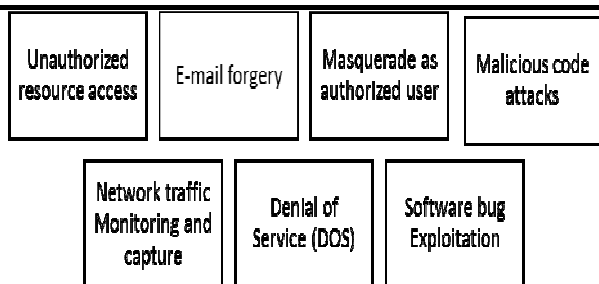 Unauthorized
resource access
E-mail forgery
Masquerade as
authorized user
Malicious code
attacks
Network traffic
Monitoring and
capture
Denial of
Service (DOS)
Software bug
Exploitation